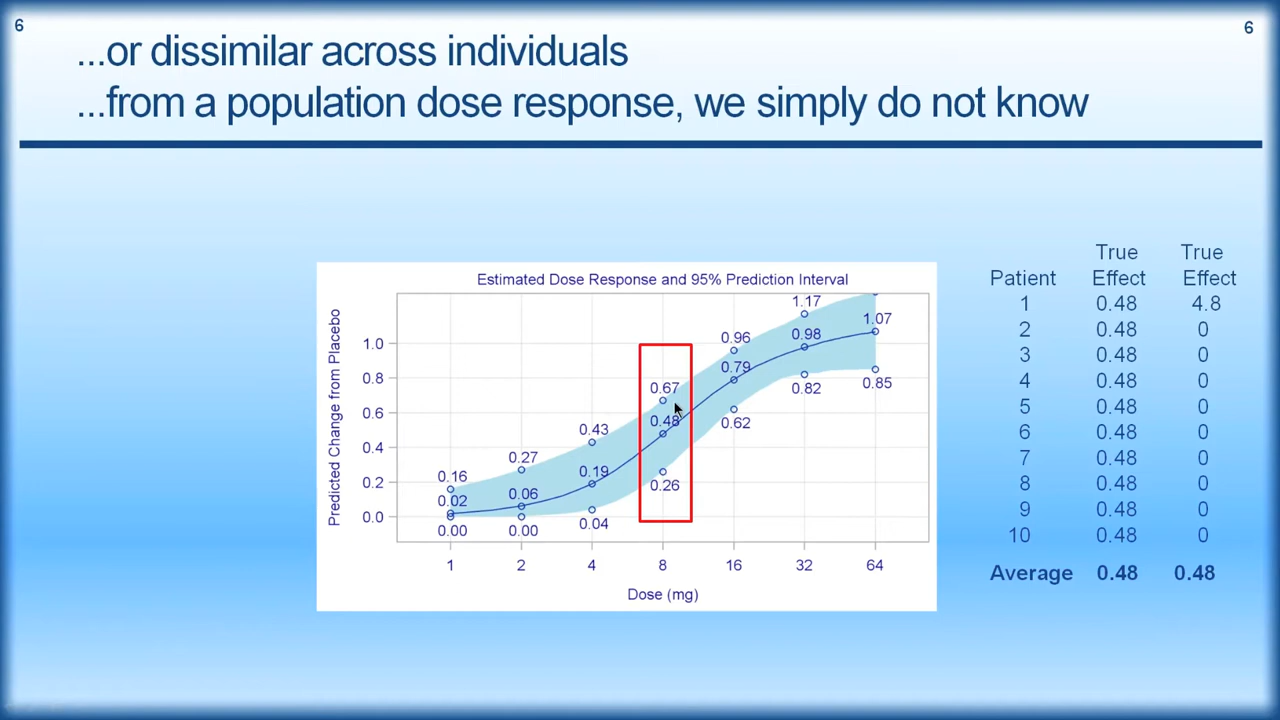 6
6
...or dissimilar across individuals
...from a population dose response, we simply do not know
Estimated Dose Response and 95% Prediction Interval
Predicted Change from Placebo
1.0
0.8
0.6
0.4
0.2
0.0
0.16
0.02
0.00
0.27
0.06
0.00
0.43
0.19
0.04
0.67
0.48
0.26
0.96
0.79
0.62
1.17
0.98
0.82
1.07
0.85
1 2 4 8 16 32 64
Dose (mg)
True True
Patient Effect Effect
1 0.48 4.8
2 0.48 0
3 0.48 0
4 0.48 0
5 0.48 0
6 0.48 0
7 0.48 0
8 0.48 0
9 0.48 0
10 0.48 0
Average 0.48 0.48